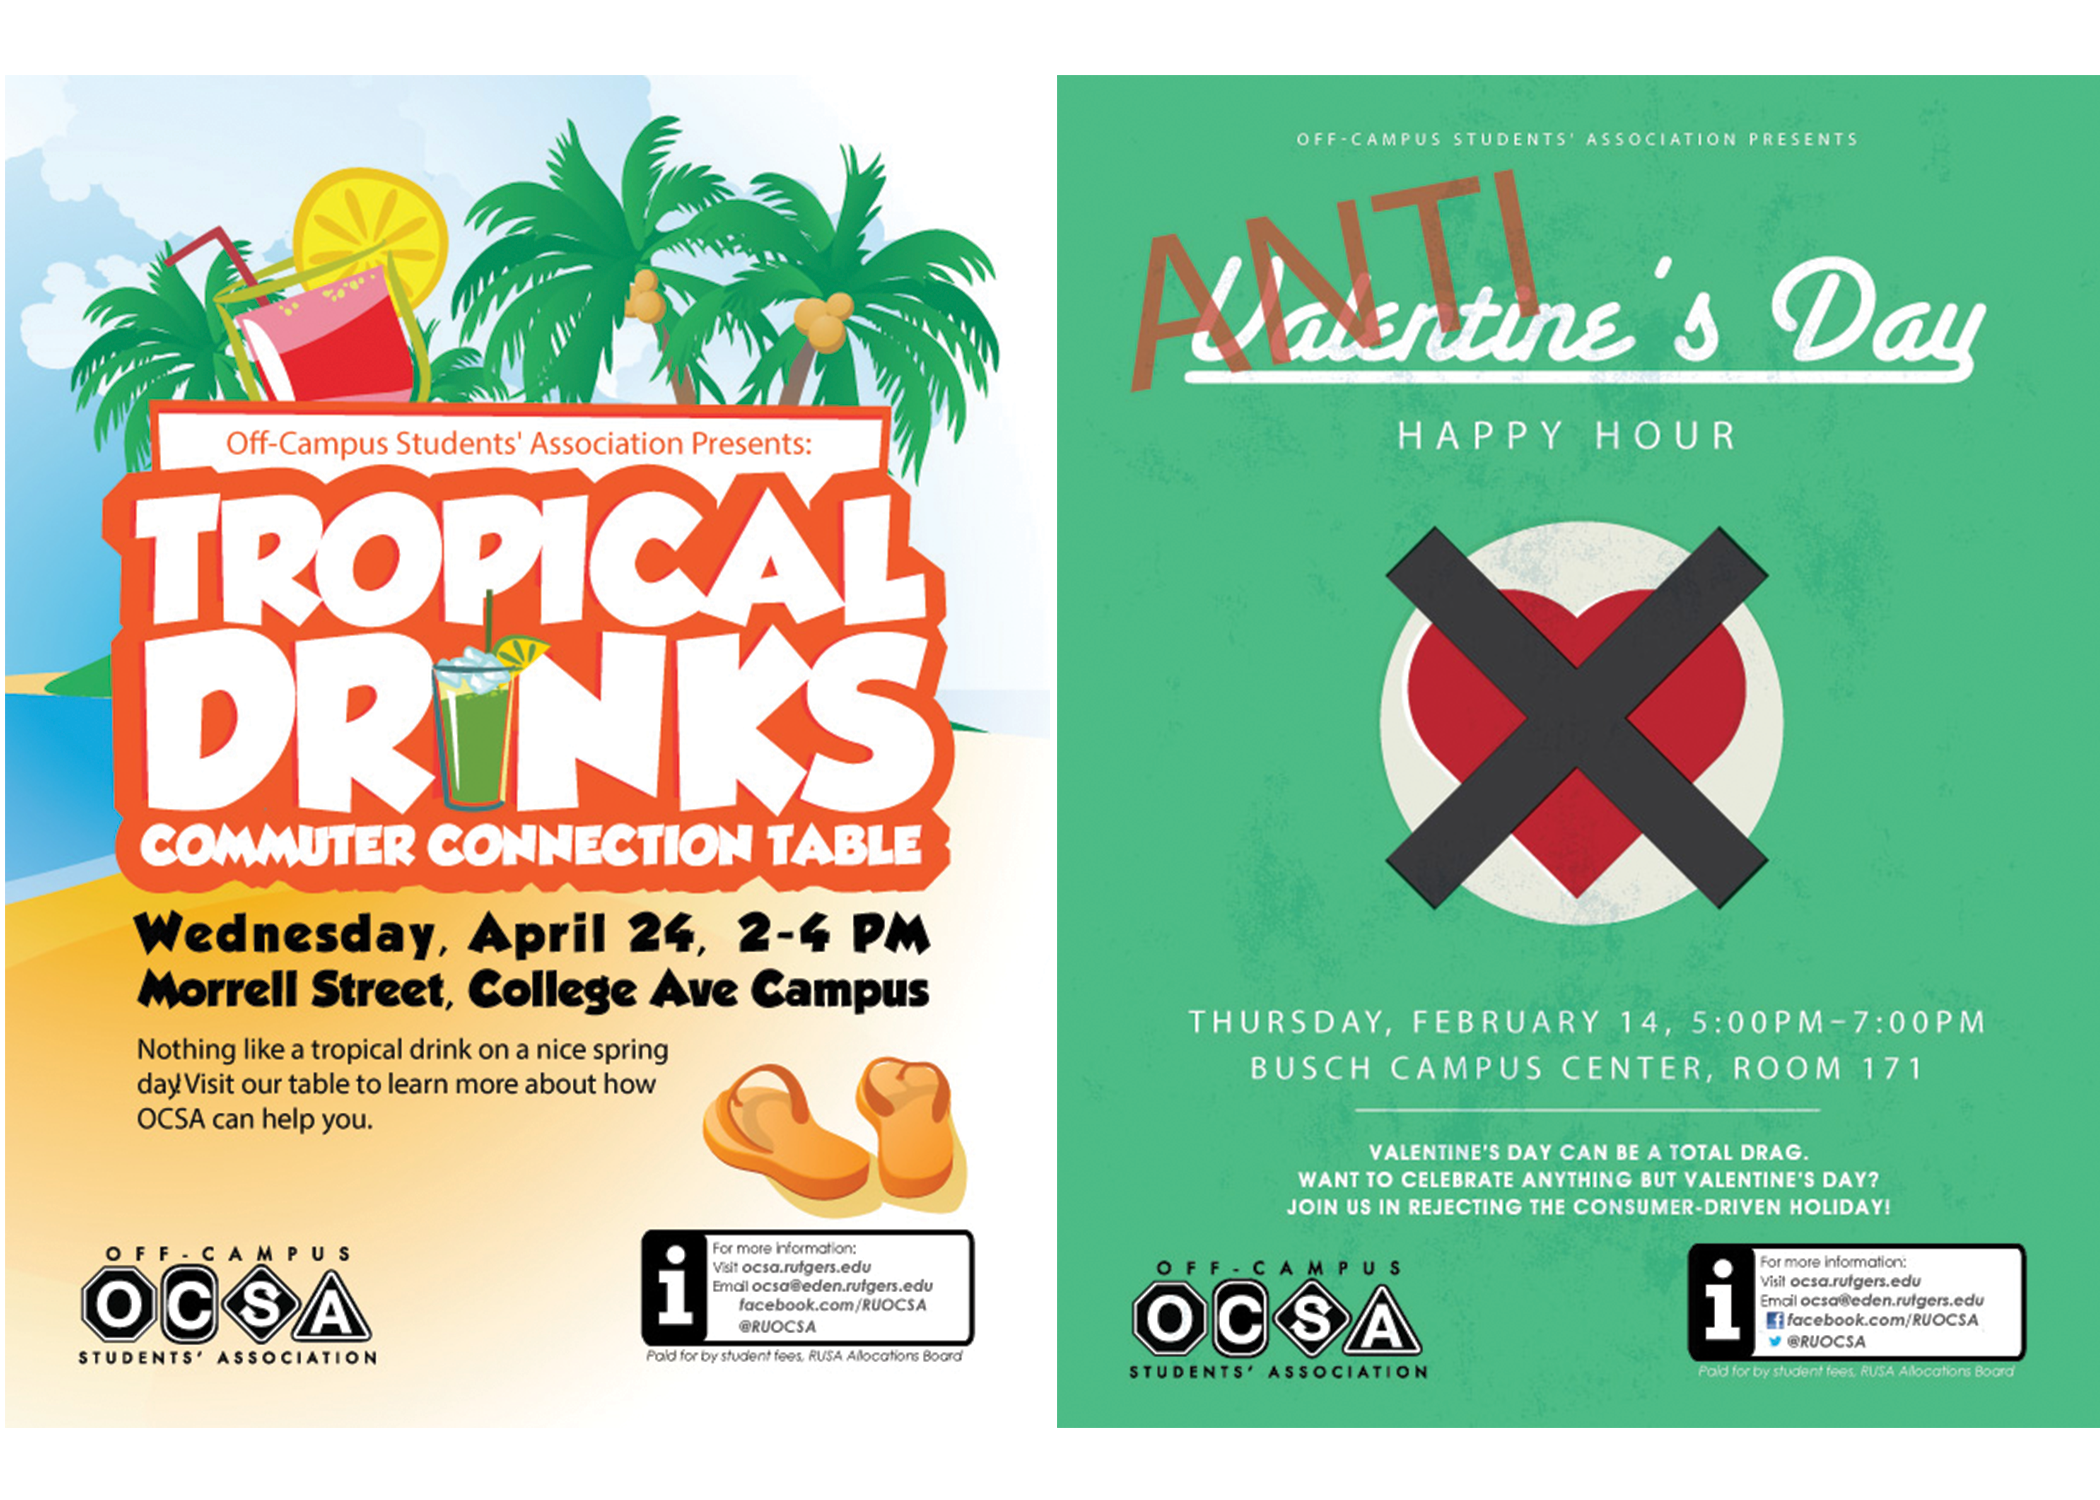 Off-Campus Students' Association Presents:
TROPICAL
DRINKS
COMMUTER CONNECTION TABLE
Wednesday, April 24, 2-4 PM
Morrell Street, College Ave Campus
Nothing like a tropical drink on a nice spring
day! Visit our table to learn more about how
OCSA can help you.
OFF-CAMPUS
OCSA
STUDENTS' ASSOCIATION
i
For more information:
Visit ocsa.rutgers.edu
Email ocsa@eden.rutgers.edu
facebook.com/RUOCSA
@RUOCSA
Paid for by student fees, RUSA Allocations Board
OFF-CAMPUS STUDENTS' ASSOCIATION PRESENTS
ANTI
Valentine's Day
HAPPY HOUR
THURSDAY, FEBRUARY 14, 5:00PM-7:00PM
BUSCH CAMPUS CENTER, ROOM 171
VALENTINE'S DAY CAN BE A TOTAL DRAG.
WANT TO CELEBRATE ANYTHING BUT VALENTINE'S DAY?
JOIN US IN REJECTING THE CONSUMER-DRIVEN HOLIDAY!
OFF-CAMPUS
OCSA
STUDENTS' ASSOCIATION
i
For more information:
Visit ocsa.rutgers.edu
Email ocsa@eden.rutgers.edu
facebook.com/RUOCSA
@RUOCSA
Paid for by student fees, RUSA Allocations Board